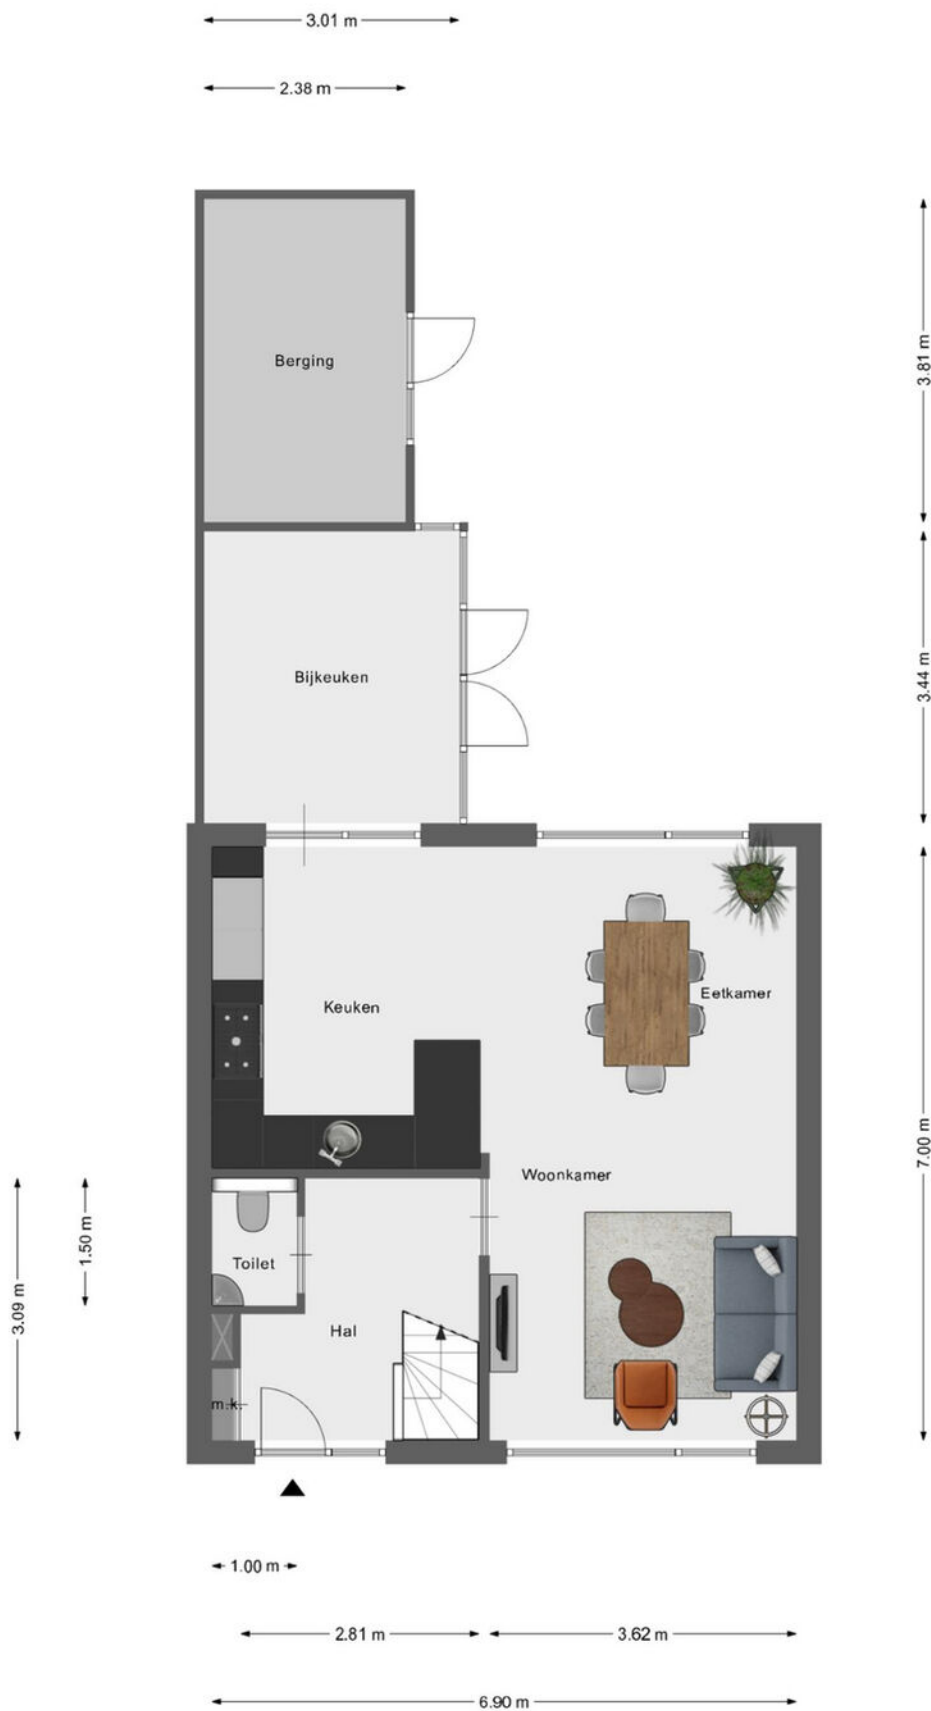 3.01 m
2.38 m
Berging
3.81 m
Bijkeuken
3.44 m
Keuken
Eetkamer
7.00 m
Woonkamer
1.50 m
3.09 m
Toilet
Hal
m.k.
1.00 m
2.81 m
3.62 m
6.90 m